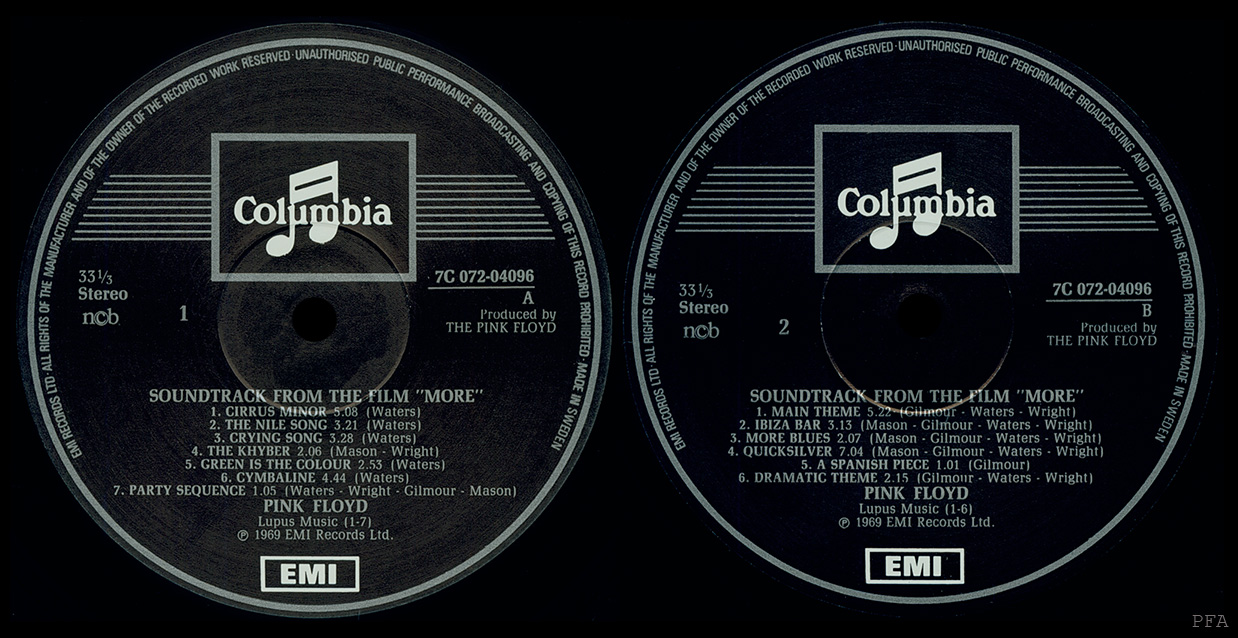 EMI RECORDS LTD · ALL RIGHTS OF THE MANUFACTURER AND OF THE OWNER OF THE RECORDED WORK RESERVED · UNAUTHORISED PUBLIC PERFORMANCE BROADCASTING AND COPYING OF THIS RECORD PROHIBITED · MADE IN SWEDEN
Columbia
33⅓
Stereo
ncb
1
7C 072-04096
A
Produced by
THE PINK FLOYD
SOUNDTRACK FROM THE FILM "MORE"
1. CIRRUS MINOR 5.08 (Waters)
2. THE NILE SONG 3.21 (Waters)
3. CRYING SONG 3.28 (Waters)
4. THE KHYBER 2.06 (Mason - Wright)
5. GREEN IS THE COLOUR 2.53 (Waters)
6. CYMBALINE 4.44 (Waters)
7. PARTY SEQUENCE 1.05 (Waters - Wright - Gilmour - Mason)
PINK FLOYD
Lupus Music (1-7)
℗ 1969 EMI Records Ltd.
EMI
EMI RECORDS LTD · ALL RIGHTS OF THE MANUFACTURER AND OF THE OWNER OF THE RECORDED WORK RESERVED · UNAUTHORISED PUBLIC PERFORMANCE BROADCASTING AND COPYING OF THIS RECORD PROHIBITED · MADE IN SWEDEN
Columbia
33⅓
Stereo
ncb
2
7C 072-04096
B
Produced by
THE PINK FLOYD
SOUNDTRACK FROM THE FILM "MORE"
1. MAIN THEME 5.22 (Gilmour - Waters - Wright)
2. IBIZA BAR 3.13 (Mason - Gilmour - Waters - Wright)
3. MORE BLUES 2.07 (Mason - Gilmour - Waters - Wright)
4. QUICKSILVER 7.04 (Mason - Gilmour - Waters - Wright)
5. A SPANISH PIECE 1.01 (Gilmour)
6. DRAMATIC THEME 2.15 (Mason - Gilmour - Waters - Wright)
PINK FLOYD
Lupus Music (1-6)
℗ 1969 EMI Records Ltd.
EMI
PFA